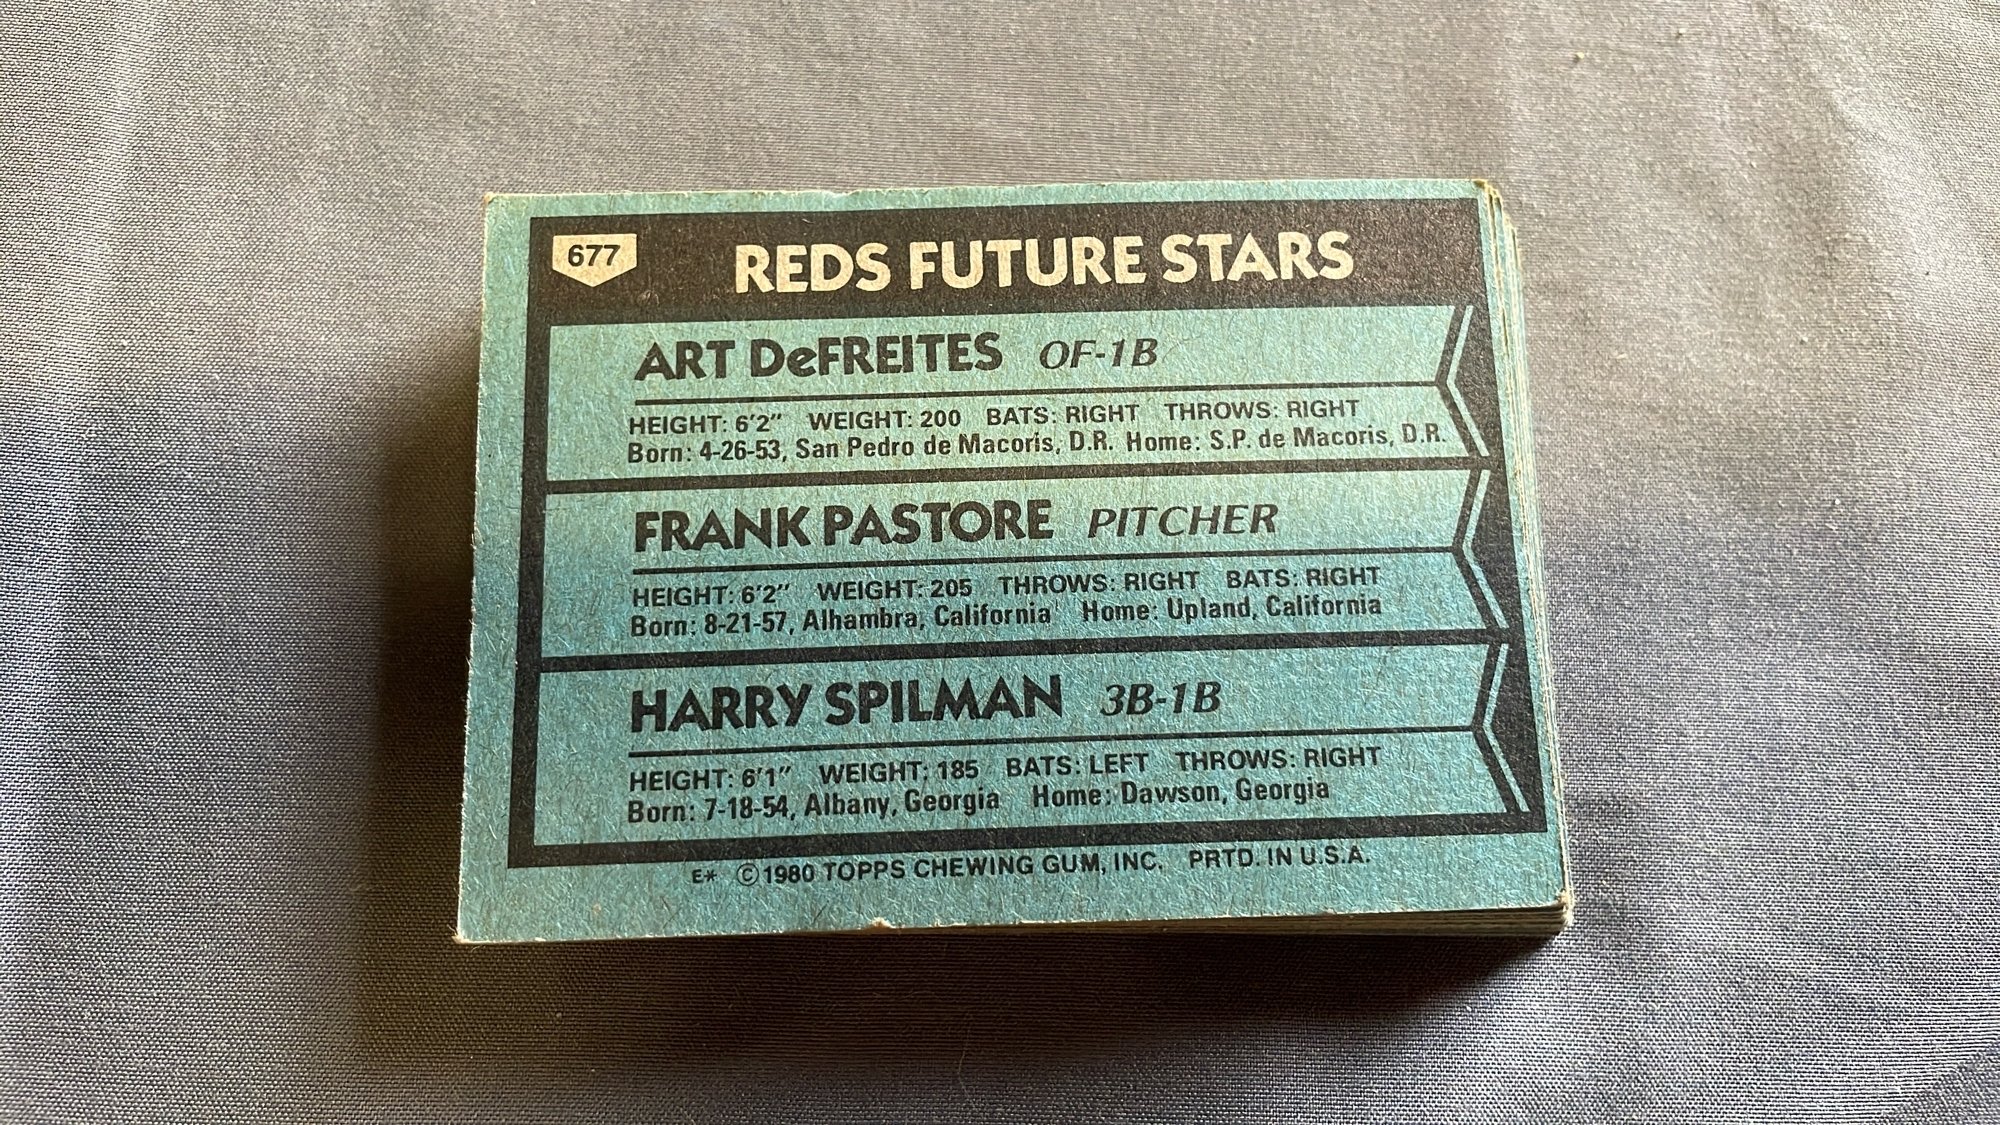 677
REDS FUTURE STARS
ART DeFREITES OF-1B
HEIGHT: 6'2" WEIGHT: 200 BATS: RIGHT THROWS: RIGHT
Born: 4-26-53, San Pedro de Macoris, D.R. Home: S.P. de Macoris, D.R.
FRANK PASTORE PITCHER
HEIGHT: 6'2" WEIGHT: 205 THROWS: RIGHT BATS: RIGHT
Born: 8-21-57, Alhambra, California Home: Upland, California
HARRY SPILMAN 3B-1B
HEIGHT: 6'1" WEIGHT: 185 BATS: LEFT THROWS: RIGHT
Born: 7-18-54, Albany, Georgia Home: Dawson, Georgia
E* ©1980 TOPPS CHEWING GUM, INC. PRTD. IN U.S.A.